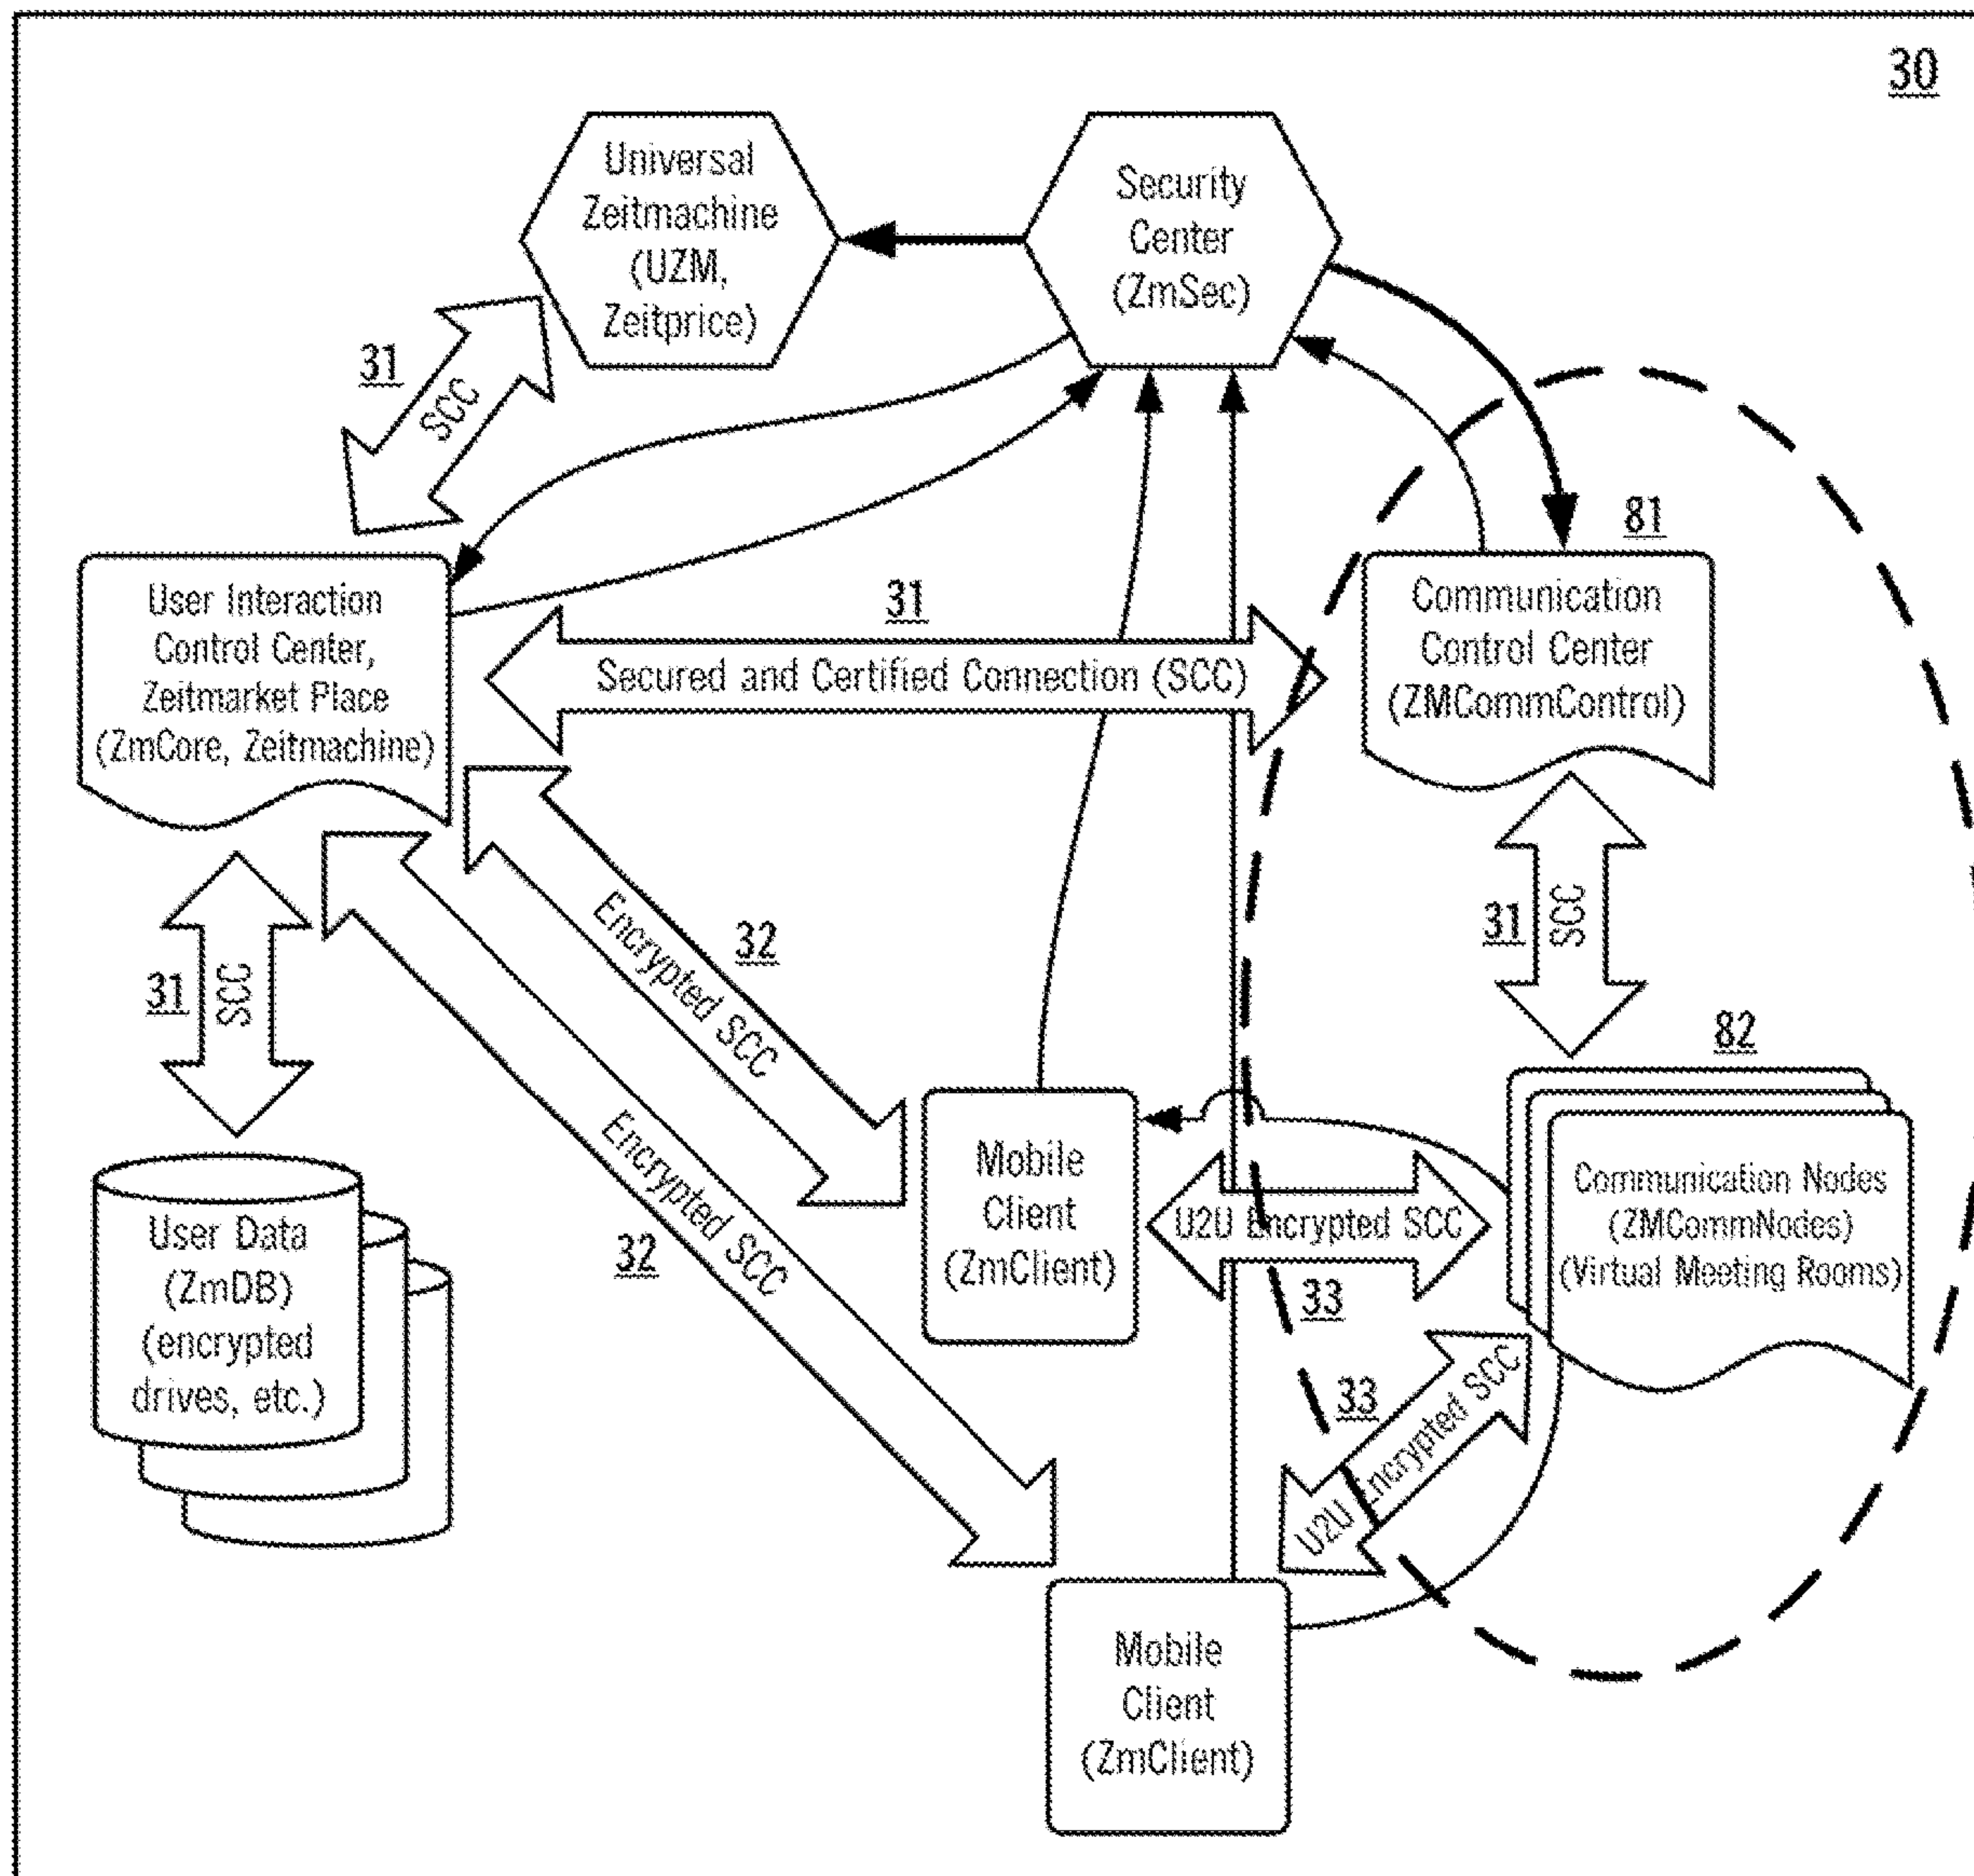 30
Universal
Zeitmachine
(UZM,
Zeitprice)
Security
Center
(ZmSec)
31
SCC
81
User Interaction
Control Center,
Zeitmarket Place
(ZmCore, Zeitmachine)
31
Secured and Certified Connection (SCC)
Communication
Control Center
(ZMCommControl)
31
SCC
32
Encrypted SCC
31
SCC
82
32
Encrypted SCC
User Data
(ZmDB)
(encrypted
drives, etc.)
Mobile
Client
(ZmClient)
U2U Encrypted SCC
33
Communication Nodes
(ZMCommNodes)
(Virtual Meeting Rooms)
33
U2U Encrypted SCC
Mobile
Client
(ZmClient)